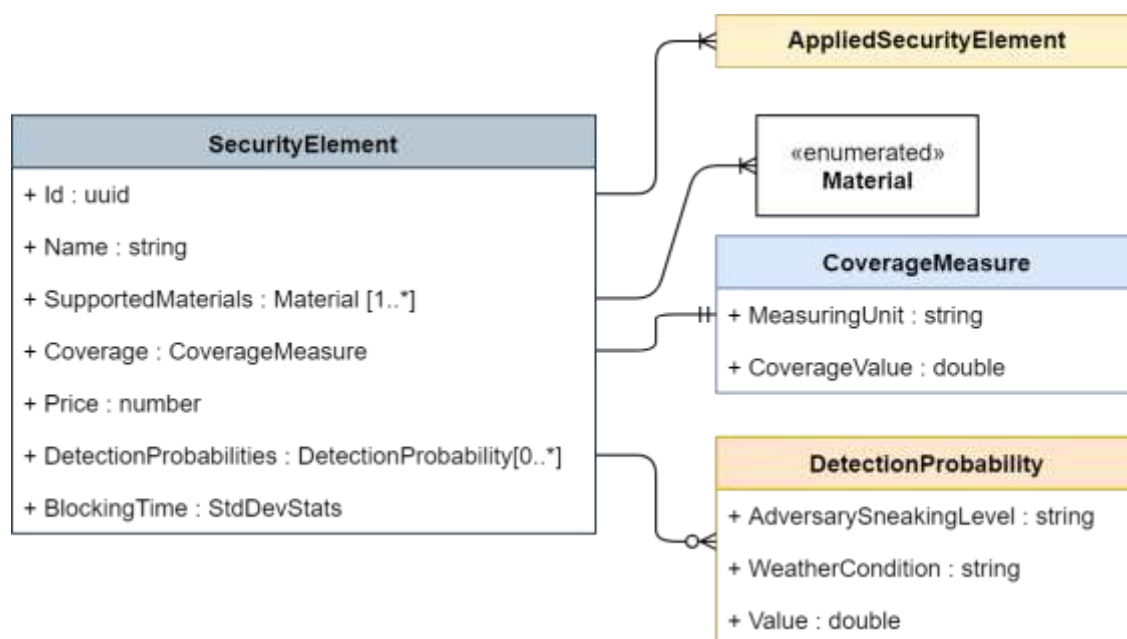 AppliedSecurityElement
SecurityElement
+ Id : uuid
+ Name : string
+ SupportedMaterials : Material [1..*]
+ Coverage : CoverageMeasure
+ Price : number
+ DetectionProbabilities : DetectionProbability[0..*]
+ BlockingTime : StdDevStats
«enumerated»
Material
CoverageMeasure
+ MeasuringUnit : string
+ CoverageValue : double
DetectionProbability
+ AdversarySneakingLevel : string
+ WeatherCondition : string
+ Value : double